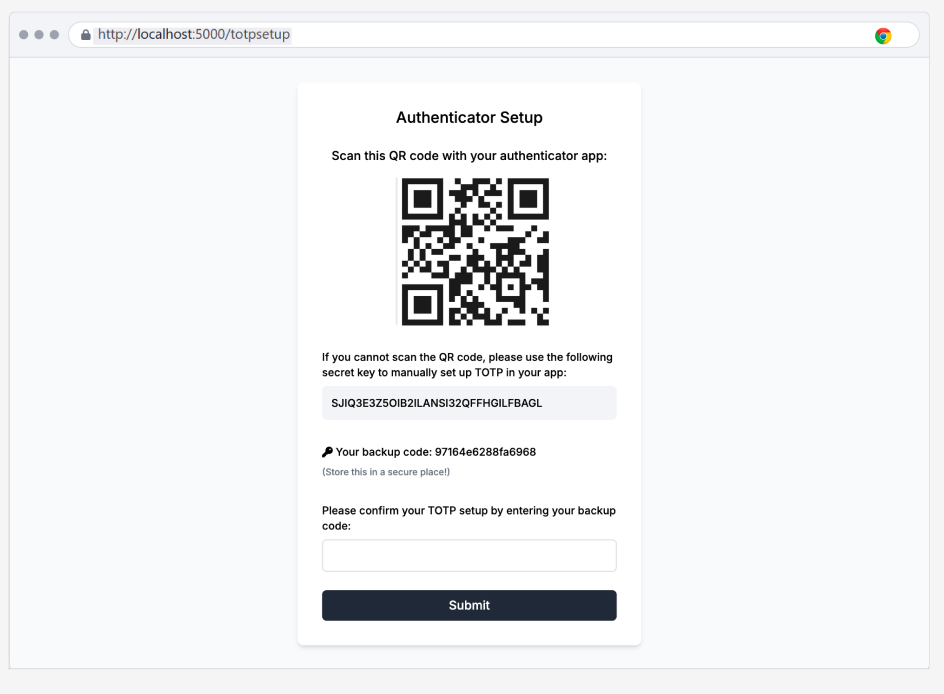 http://localhost:5000/totpsetup
Authenticator Setup
Scan this QR code with your authenticator app:
If you cannot scan the QR code, please use the following
secret key to manually set up TOTP in your app:
SJIQ3E3Z5OIB2ILANSI32QFFHGILFBAGL
Your backup code: 97164e6288fa6968
(Store this in a secure place!)
Please confirm your TOTP setup by entering your backup
code:
Submit